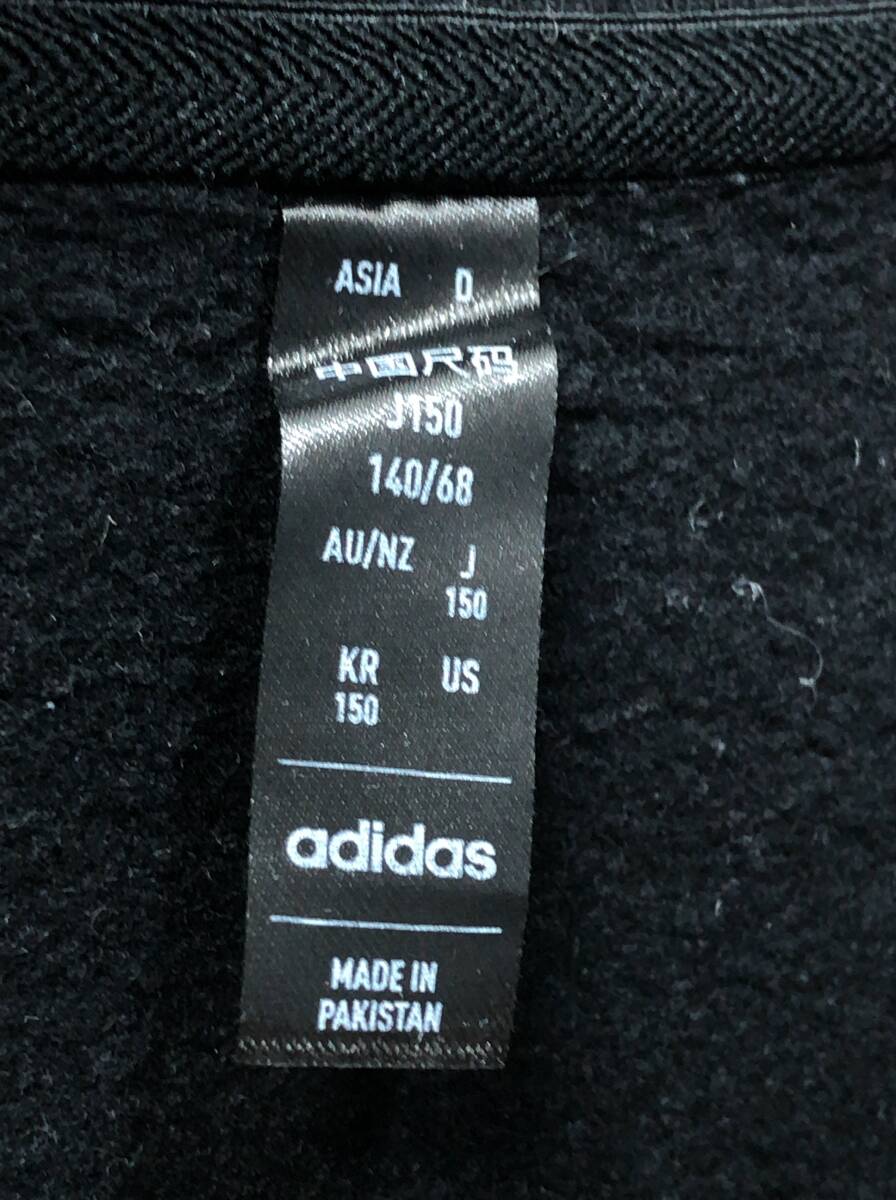 ASIA D
中国尺码
J150
140/68
AU/NZ J
150
KR US
150
adidas
MADE IN
PAKISTAN